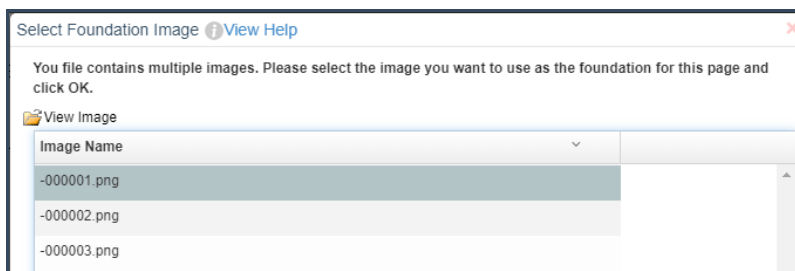 Select Foundation Image View Help
You file contains multiple images. Please select the image you want to use as the foundation for this page and
click OK.
View Image
Image Name
-000001.png
-000002.png
-000003.png